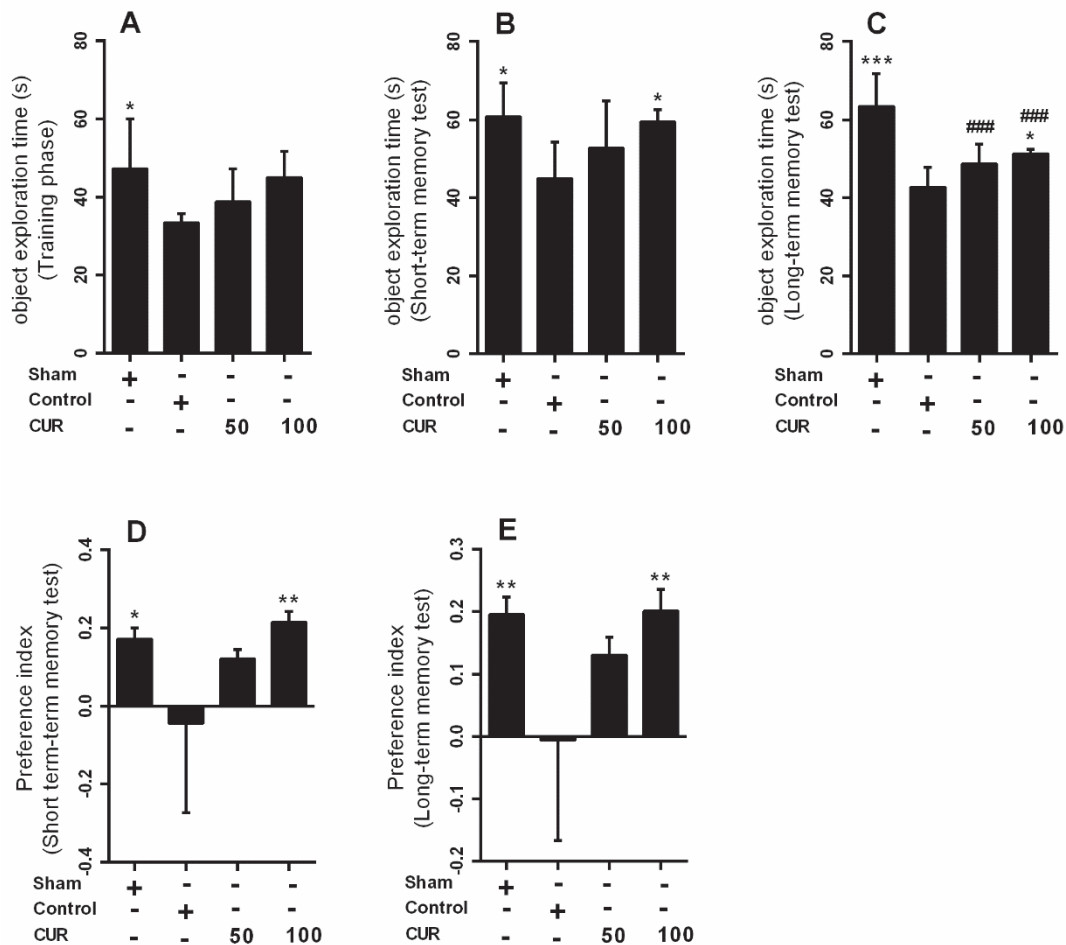 A
object exploration time (s)
(Training phase)
80
60
40
20
0
*
Sham + - - -
Control - + - -
CUR - - 50 100
B
object exploration time (s)
(Short-term memory test)
80
60
40
20
0
* *
Sham + - - -
Control - + - -
CUR - - 50 100
C
object exploration time (s)
(Long-term memory test)
80
60
40
20
0
***
###
###
*
Sham + - - -
Control - + - -
CUR - - 50 100
D
Preference index
(Short term-term memory test)
0.4
0.2
0.0
-0.2
-0.4
* **
Sham + - - -
Control - + - -
CUR - - 50 100
E
Preference index
(Long-term memory test)
0.3
0.2
0.1
0.0
-0.1
-0.2
** **
Sham + - - -
Control - + - -
CUR - - 50 100